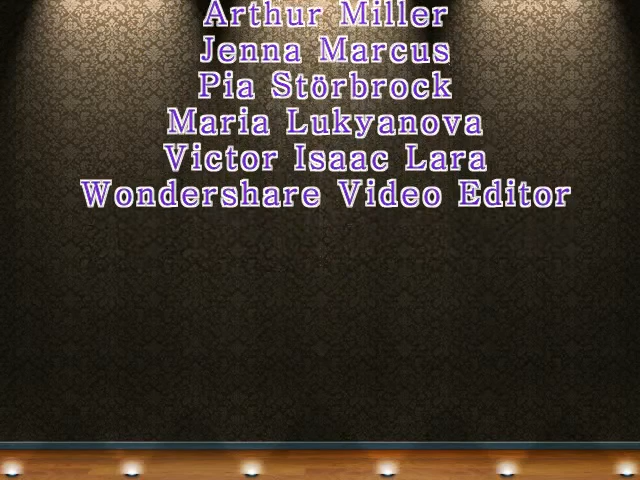 Arthur Miller
Jenna Marcus
Pia Störbrock
Maria Lukyanova
Victor Isaac Lara
Wondershare Video Editor